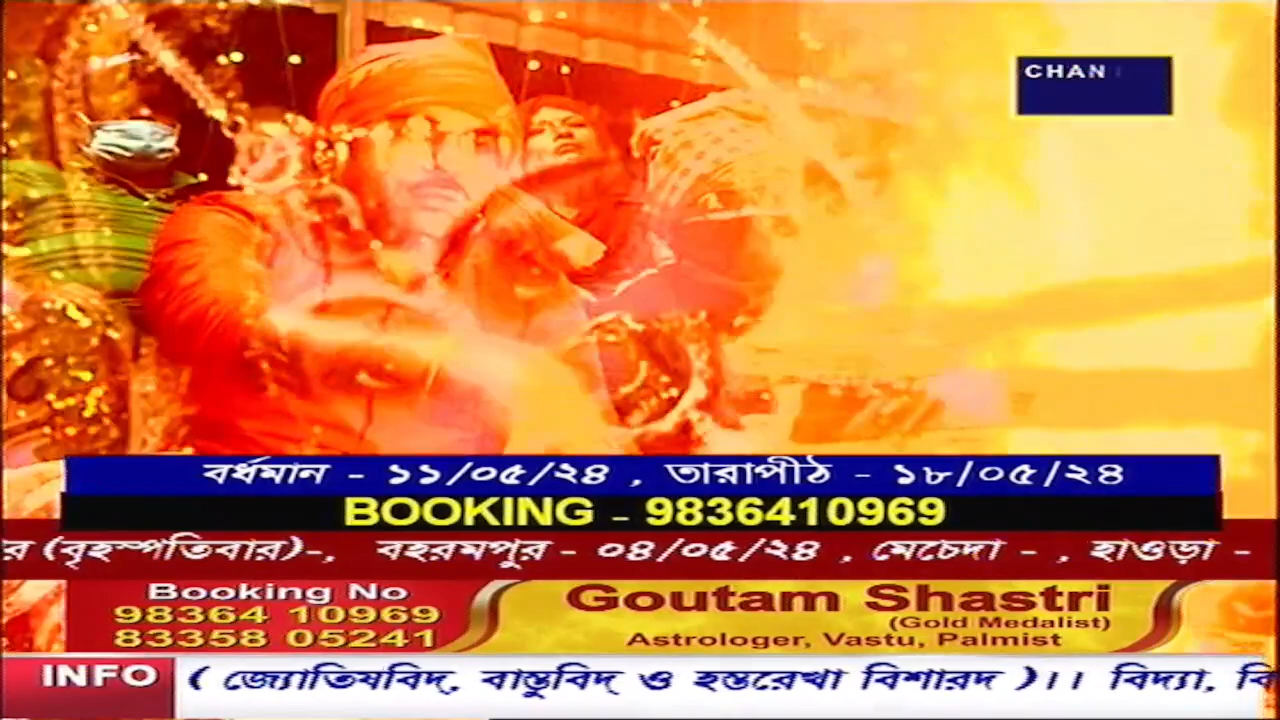 CHAN
বর্ধমান - ১১/০৫/২৪ , তারাপীঠ - ১৮/০৫/২৪
BOOKING - 9836410969
র (বৃহস্পতিবার)-, বহরমপুর - ০৪/০৫/২৪ , মেচেদা - , হাওড়া -
Booking No
98364 10969
83358 05241
Goutam Shastri
(Gold Medalist)
Astrologer, Vastu, Palmist
INFO ( জ্যোতিষবিদ্, বাস্তুবিদ্ ও হস্তরেখা বিশারদ )।। বিদ্যা, বি